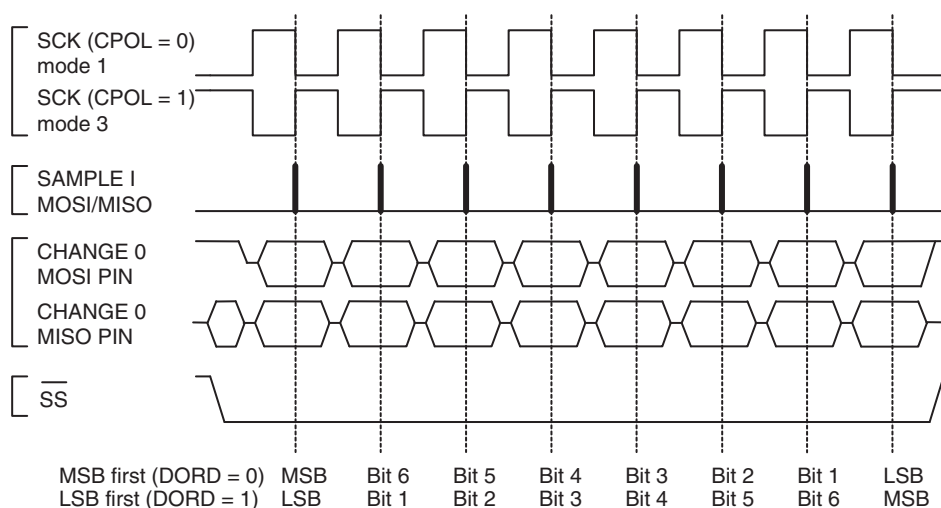 SCK (CPOL = 0)
mode 1
SCK (CPOL = 1)
mode 3
SAMPLE I
MOSI/MISO
CHANGE 0
MOSI PIN
CHANGE 0
MISO PIN
SS
MSB first (DORD = 0) MSB Bit 6 Bit 5 Bit 4 Bit 3 Bit 2 Bit 1 LSB
LSB first (DORD = 1) LSB Bit 1 Bit 2 Bit 3 Bit 4 Bit 5 Bit 6 MSB